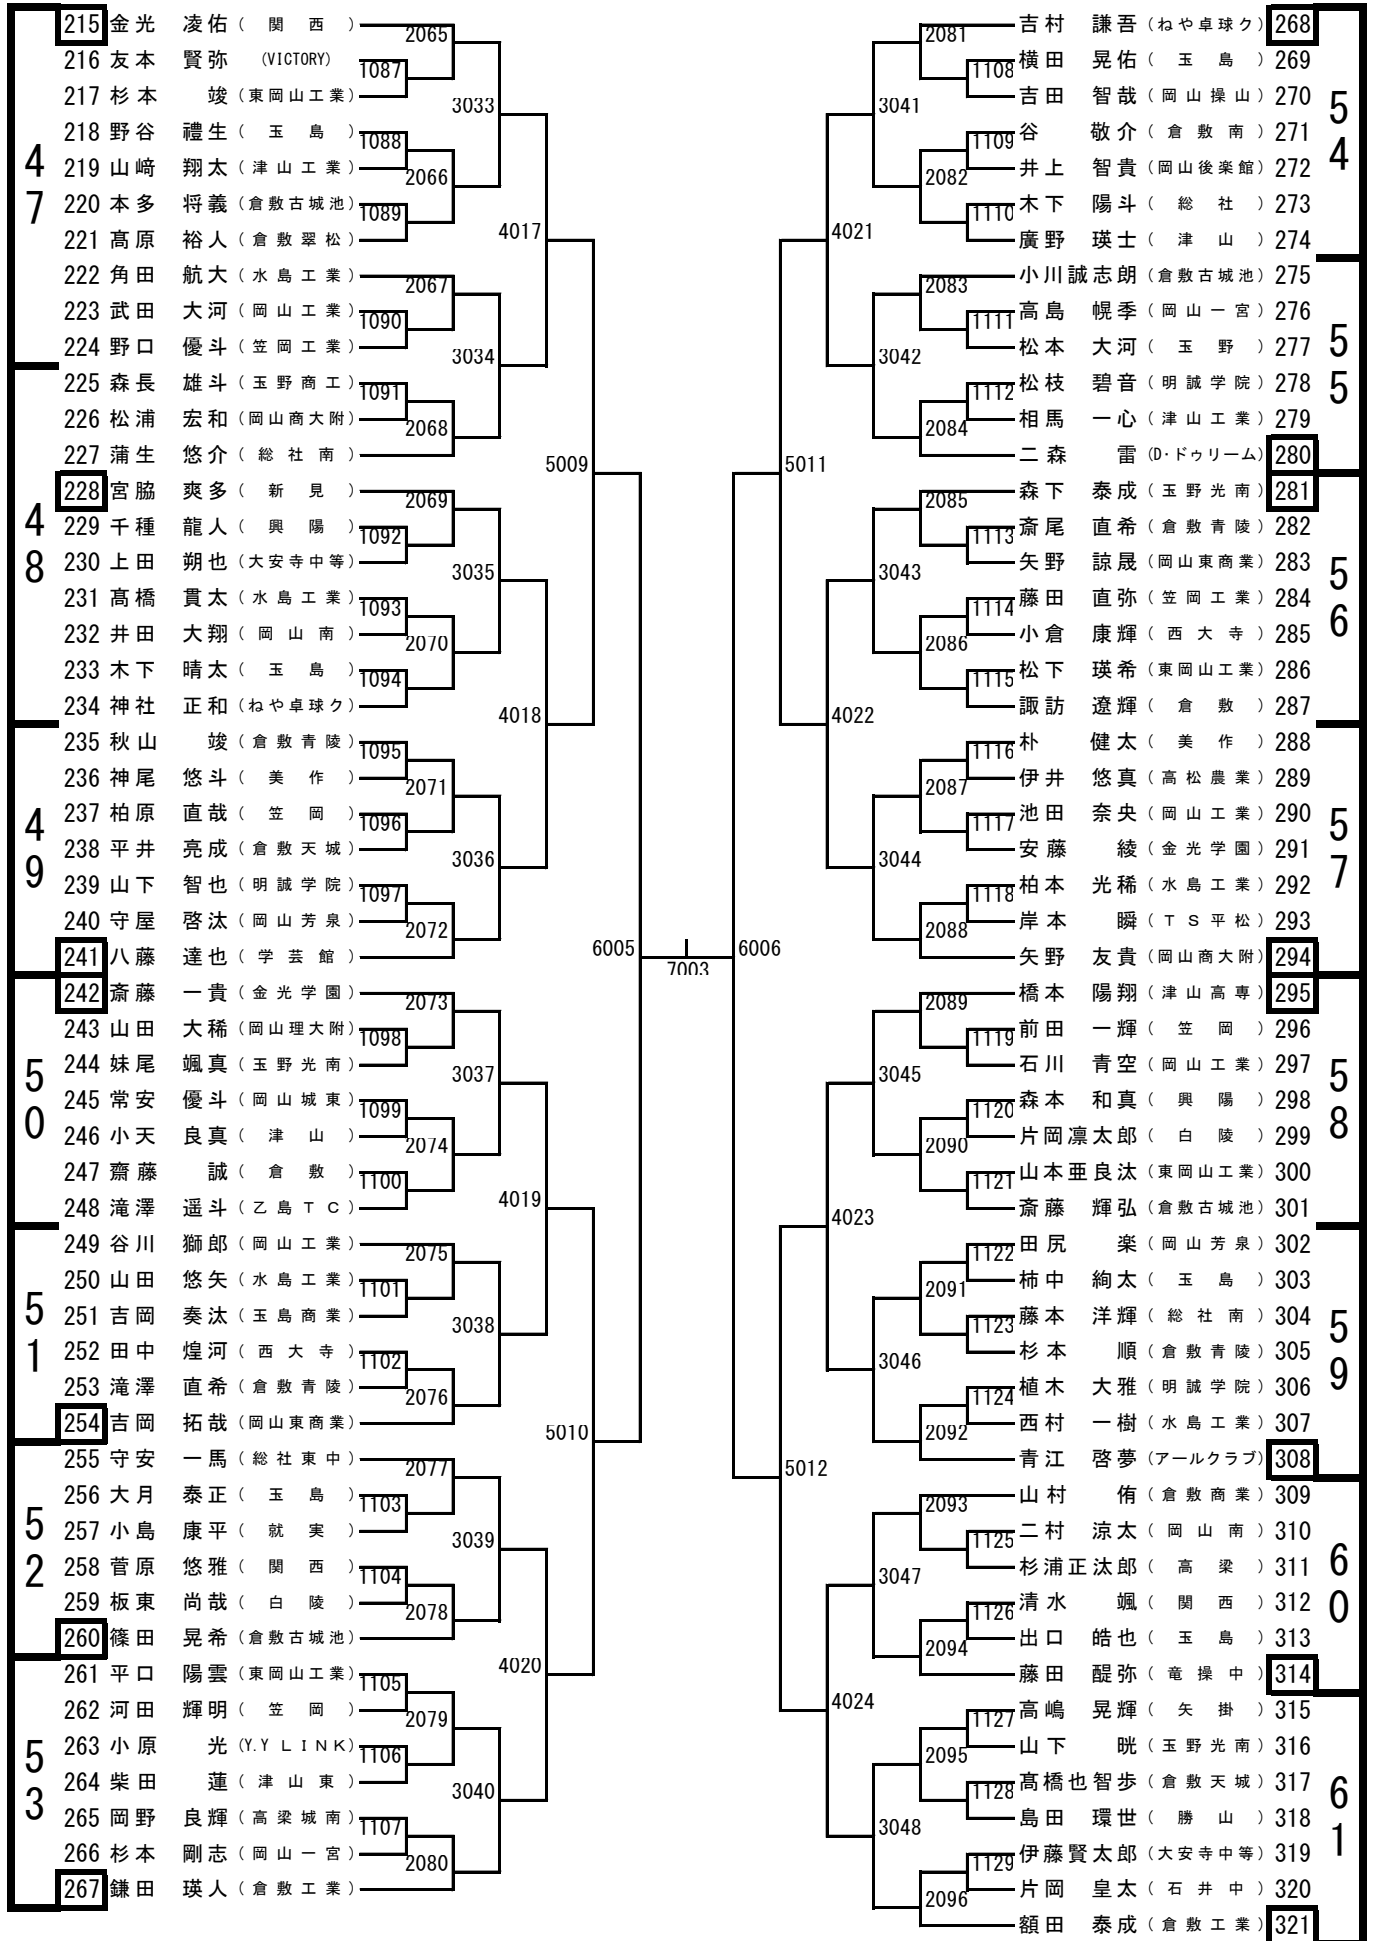 47
215 金光 凌佑 (関西)
216 友本 賢弥 (VICTORY)
217 杉本 竣 (東岡山工業)
218 野谷 禮生 (玉島)
219 山﨑 翔太 (津山工業)
220 本多 将義 (倉敷古城池)
221 髙原 裕人 (倉敷翠松)
222 角田 航大 (水島工業)
223 武田 大河 (岡山工業)
224 野口 優斗 (笠岡工業)
48
225 森長 雄斗 (玉野商工)
226 松浦 宏和 (岡山商大附)
227 蒲生 悠介 (総社南)
228 宮脇 爽多 (新見)
229 千種 龍人 (興陽)
230 上田 朔也 (大安寺中等)
231 髙橋 貫太 (水島工業)
232 井田 大翔 (岡山南)
233 木下 晴太 (玉島)
234 神社 正和 (ねや卓球ク)
49
235 秋山 竣 (倉敷青陵)
236 神尾 悠斗 (美作)
237 柏原 直哉 (笠岡)
238 平井 亮成 (倉敷天城)
239 山下 智也 (明誠学院)
240 守屋 啓汰 (岡山芳泉)
241 八藤 達也 (学芸館)
50
242 斎藤 一貴 (金光学園)
243 山田 大稀 (岡山理大附)
244 妹尾 颯真 (玉野光南)
245 常安 優斗 (岡山城東)
246 小天 良真 (津山)
247 齋藤 誠 (倉敷)
248 滝澤 遥斗 (乙島TC)
51
249 谷川 獅郎 (岡山工業)
250 山田 悠矢 (水島工業)
251 吉岡 奏汰 (玉島商業)
252 田中 煌河 (西大寺)
253 滝澤 直希 (倉敷青陵)
254 吉岡 拓哉 (岡山東商業)
52
255 守安 一馬 (総社東中)
256 大月 泰正 (玉島)
257 小島 康平 (就実)
258 菅原 悠雅 (関西)
259 板東 尚哉 (白陵)
260 篠田 晃希 (倉敷古城池)
53
261 平口 陽雲 (東岡山工業)
262 河田 輝明 (笠岡)
263 小原 光 (Y.Y LINK)
264 柴田 蓮 (津山東)
265 岡野 良輝 (高梁城南)
266 杉本 剛志 (岡山一宮)
267 鎌田 瑛人 (倉敷工業)
1087
1088
1089
1090
1091
1092
1093
1094
1095
1096
1097
1098
1099
1100
1101
1102
1103
1104
1105
1106
1107
2065
2066
2067
2068
2069
2070
2071
2072
2073
2074
2075
2076
2077
2078
2079
2080
3033
3034
3035
3036
3037
3038
3039
3040
4017
4018
4019
4020
5009
5010
6005
7003
6006
5011
5012
4021
4022
4023
4024
3041
3042
3043
3044
3045
3046
3047
3048
2081
2082
2083
2084
2085
2086
2087
2088
2089
2090
2091
2092
2093
2094
2095
2096
1108
1109
1110
1111
1112
1113
1114
1115
1116
1117
1118
1119
1120
1121
1122
1123
1124
1125
1126
1127
1128
1129
吉村 謙吾 (ねや卓球ク) 268
横田 晃佑 (玉島) 269
吉田 智哉 (岡山操山) 270
谷 敬介 (倉敷南) 271
井上 智貴 (岡山後楽館) 272
木下 陽斗 (総社) 273
廣野 瑛士 (津山) 274
54
小川誠志朗 (倉敷古城池) 275
高島 幌季 (岡山一宮) 276
松本 大河 (玉野) 277
松枝 碧音 (明誠学院) 278
相馬 一心 (津山工業) 279
二森 雷 (D・ドゥリーム) 280
55
森下 泰成 (玉野光南) 281
斎尾 直希 (倉敷青陵) 282
矢野 諒晟 (岡山東商業) 283
藤田 直弥 (笠岡工業) 284
小倉 康輝 (西大寺) 285
松下 瑛希 (東岡山工業) 286
諏訪 遼輝 (倉敷) 287
56
朴 健太 (美作) 288
伊井 悠真 (高松農業) 289
池田 奈央 (岡山工業) 290
安藤 綾 (金光学園) 291
柏本 光稀 (水島工業) 292
岸本 瞬 (TS平松) 293
矢野 友貴 (岡山商大附) 294
57
橋本 陽翔 (津山高専) 295
前田 一輝 (笠岡) 296
石川 青空 (岡山工業) 297
森本 和真 (興陽) 298
片岡凛太郎 (白陵) 299
山本亜良汰 (東岡山工業) 300
斎藤 輝弘 (倉敷古城池) 301
58
田尻 楽 (岡山芳泉) 302
柿中 絢太 (玉島) 303
藤本 洋輝 (総社南) 304
杉本 順 (倉敷青陵) 305
植木 大雅 (明誠学院) 306
西村 一樹 (水島工業) 307
青江 啓夢 (アールクラブ) 308
59
山村 侑 (倉敷商業) 309
二村 涼太 (岡山南) 310
杉浦正汰郎 (高梁) 311
清水 颯 (関西) 312
出口 皓也 (玉島) 313
藤田 醍弥 (竜操中) 314
60
高嶋 晃輝 (矢掛) 315
山下 晄 (玉野光南) 316
髙橋也智歩 (倉敷天城) 317
島田 環世 (勝山) 318
伊藤賢太郎 (大安寺中等) 319
片岡 皇太 (石井中) 320
額田 泰成 (倉敷工業) 321
61